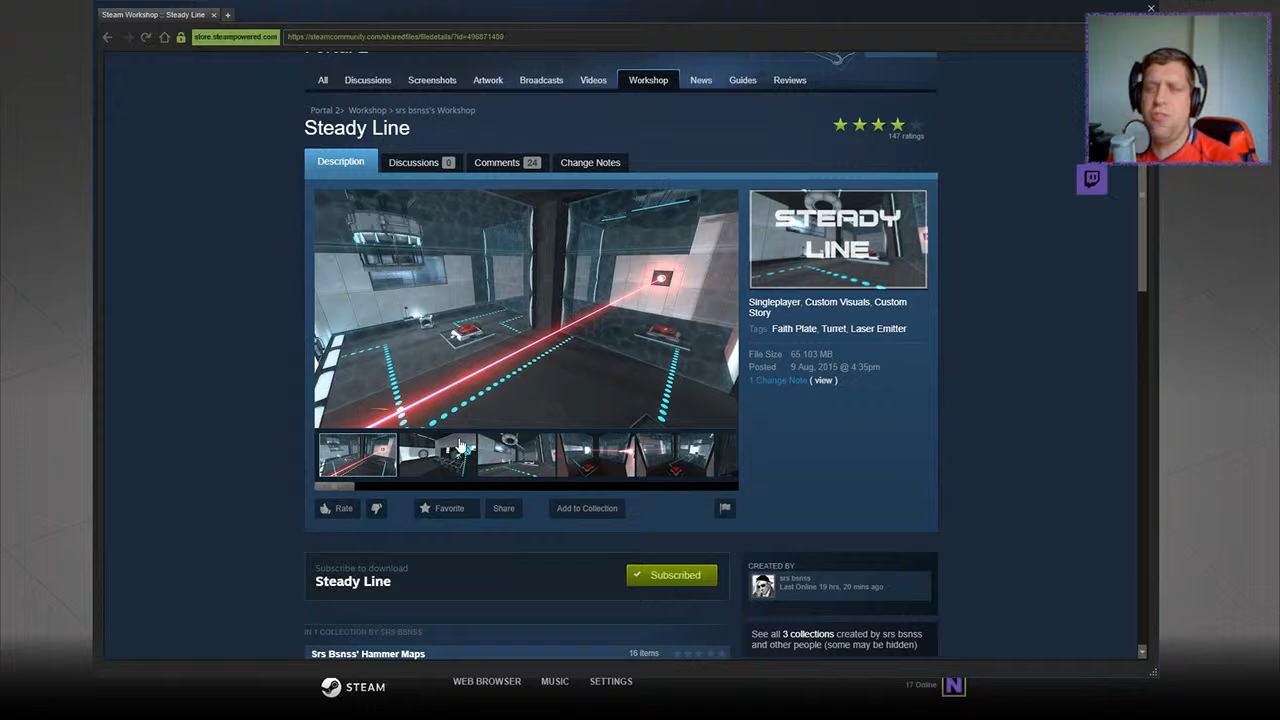 Steam Workshop :: Steady Line × +
store.steampowered.com https://steamcommunity.com/sharedfiles/filedetails/?id=496871480
All Discussions Screenshots Artwork Broadcasts Videos Workshop News Guides Reviews
Portal 2> Workshop > srs bsnss's Workshop
Steady Line
147 ratings
Description Discussions 0 Comments 24 Change Notes
STEADY
LINE
Singleplayer, Custom Visuals, Custom
Story
Tags: Faith Plate, Turret, Laser Emitter
File Size 65.103 MB
Posted 9 Aug, 2015 @ 4:35pm
1 Change Note ( view )
Rate Favorite Share Add to Collection
Subscribe to download
Steady Line
Subscribed
CREATED BY
srs bsnss
Last Online 19 hrs, 29 mins ago
IN 1 COLLECTION BY SRS BSNSS
Srs Bsnss' Hammer Maps 16 items
See all 3 collections created by srs bsnss
and other people (some may be hidden)
STEAM WEB BROWSER MUSIC SETTINGS 17 Online N